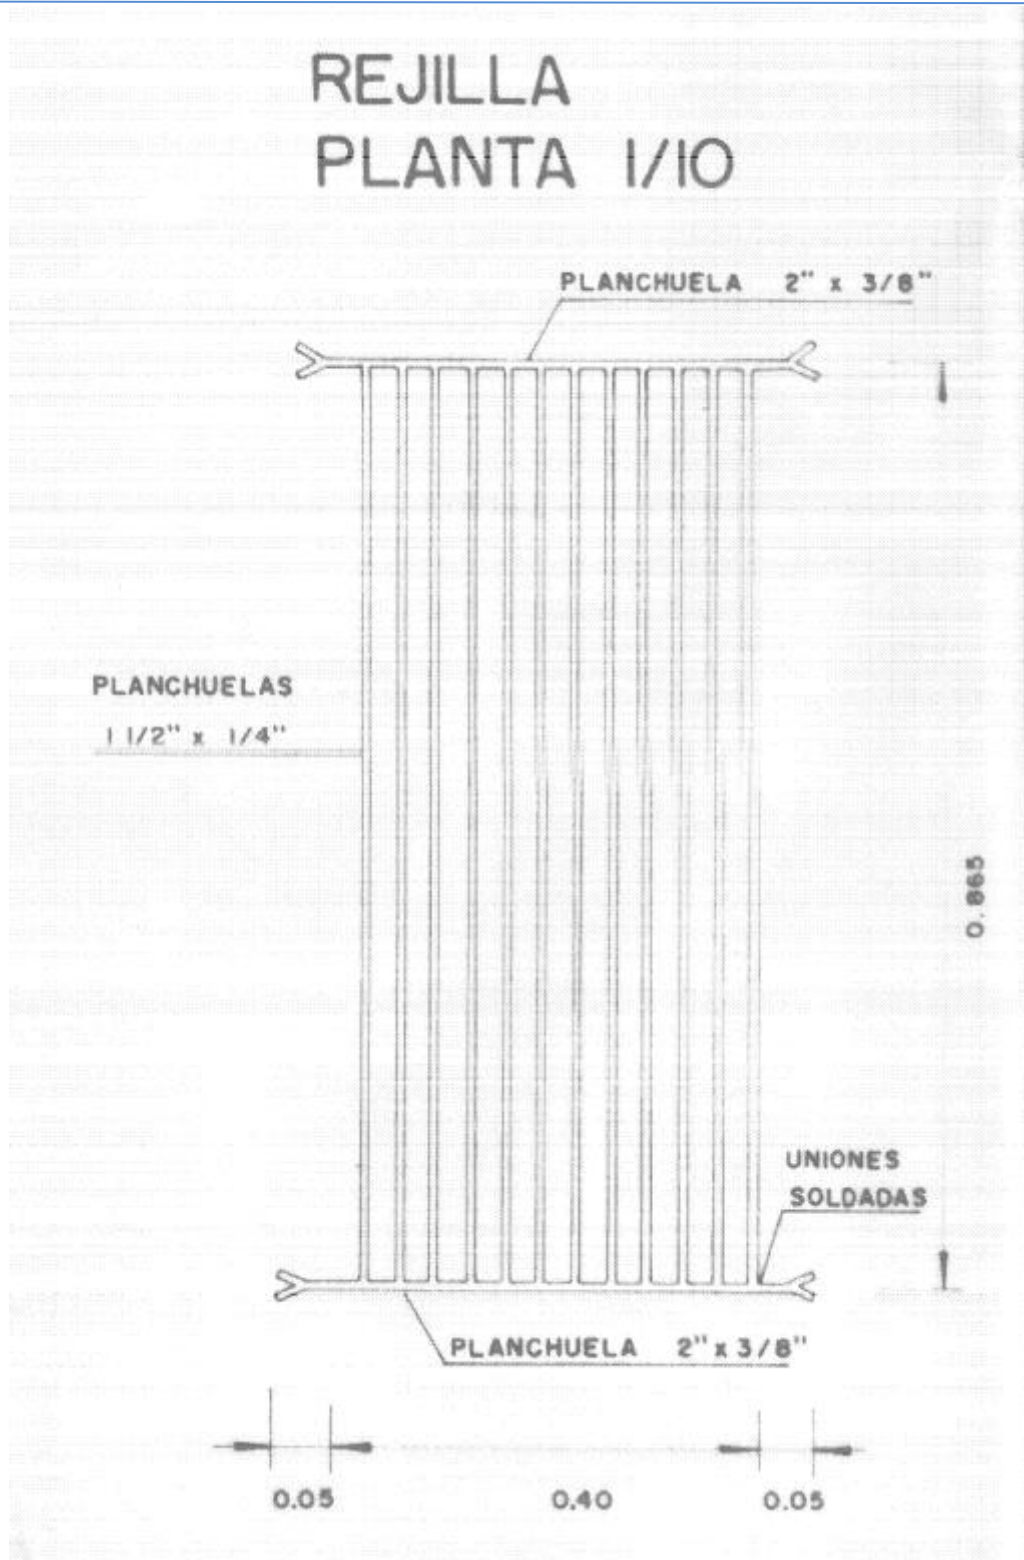 REJILLA
PLANTA 1/10
PLANCHUELA 2" x 3/8"
PLANCHUELAS
1 1/2" x 1/4"
0.865
UNIONES
SOLDADAS
PLANCHUELA 2" x 3/8"
0.05 0.40 0.05